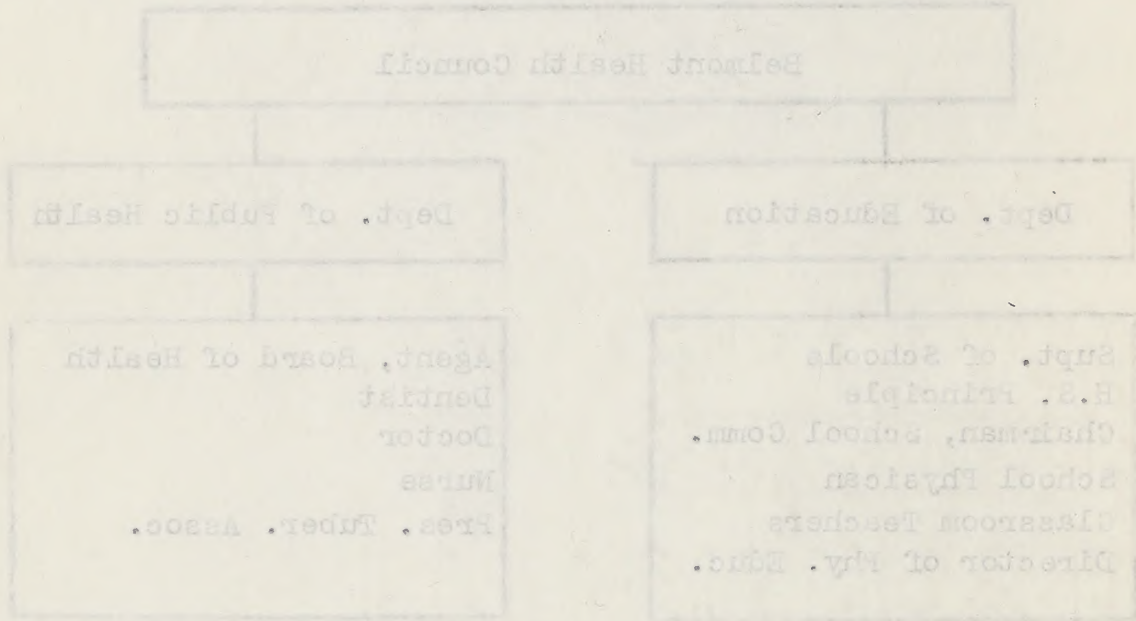 Belmont Health Council
Dept. of Education
Dept. of Public Health
Supt. of Schools
H.S. Principle
Chairman, School Comm.
School Physican
Classroom Teachers
Director of Phy. Educ.
Agent, Board of Health
Dentist
Doctor
Nurse
Pres. Tuber. Assoc.